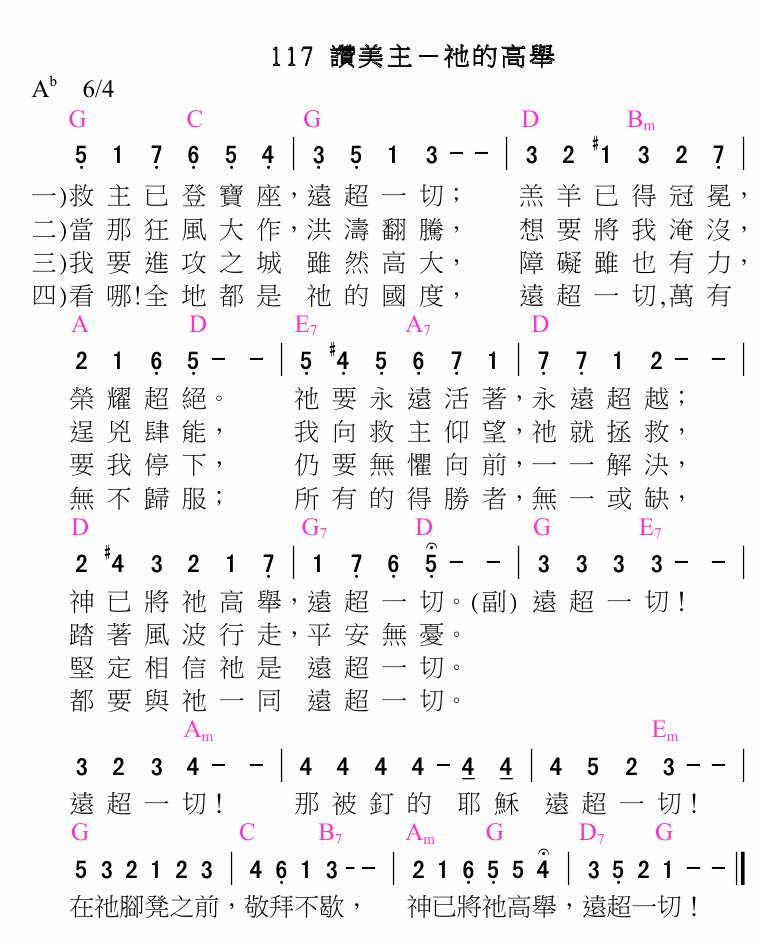 117 讚美主－祂的高舉
A♭ 6/4
G C G D Bm
5̣ 1 7̣ 6̣ 5̣ 4̣ | 3̣ 5̣ 1 3 - - | 3 2 #1 3 2 7̣ |
一)救主已登寶座，遠超一切； 羔羊已得冠冕，
二)當那狂風大作，洪濤翻騰， 想要將我淹沒，
三)我要進攻之城 雖然高大， 障礙雖也有力，
四)看哪!全地都是 祂的國度， 遠超一切,萬有
A D E7 A7 D
2 1 6̣ 5̣ - - | 5̣ #4̣ 5̣ 6̣ 7̣ 1 | 7̣ 7̣ 1 2 - - |
榮耀超絕。 祂要永遠活著，永遠超越；
逞兇肆能， 我向救主仰望，祂就拯救，
要我停下， 仍要無懼向前，一一解決，
無不歸服； 所有的得勝者，無一或缺，
D G7 D G E7
2 #4 3 2 1 7̣ | 1 7̣ 6̣ 5̣ - - | 3 3 3 3 - - |
神已將祂高舉，遠超一切。(副) 遠超一切！
踏著風波行走，平安無憂。
堅定相信祂是 遠超一切。
都要與祂一同 遠超一切。
Am Em
3 2 3 4 - - | 4 4 4 4 - 4 4 | 4 5 2 3 - - |
遠超一切！ 那被釘的 耶穌 遠超一切！
G C B7 Am G D7 G
5 3 2 1 2 3 | 4 6̣ 1 3 - - | 2 1 6̣ 5̣ 5 4 | 3 5̣ 2 1 - - ‖
在祂腳凳之前，敬拜不歇， 神已將祂高舉，遠超一切！